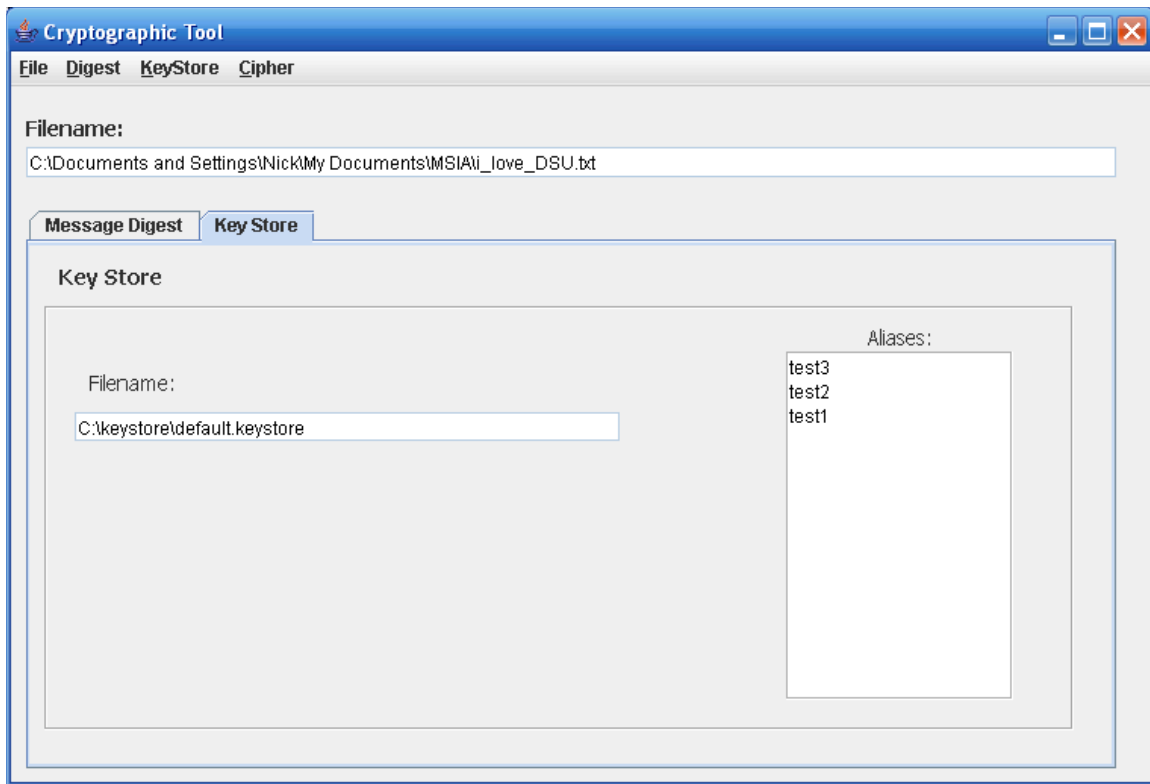 Cryptographic Tool
File Digest KeyStore Cipher
Filename:
C:\Documents and Settings\Nick\My Documents\MSIA\i_love_DSU.txt
Message Digest Key Store
Key Store
Aliases:
test3
Filename:
test2
C:\keystore\default.keystore
test1